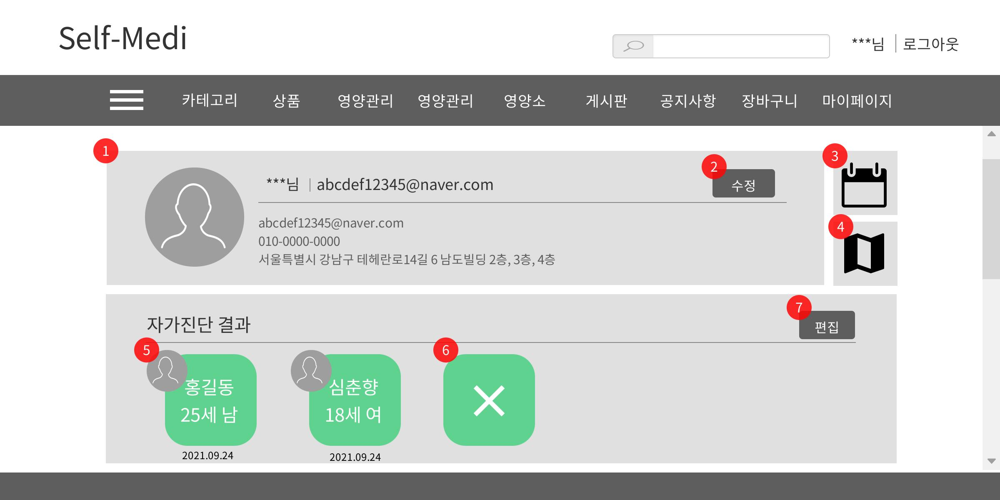 Self-Medi
***님 로그아웃
카테고리 상품 영양관리 영양관리 영양소 게시판 공지사항 장바구니 마이페이지
1
2
3
***님 abcdef12345@naver.com
수정
abcdef12345@naver.com
010-0000-0000
서울특별시 강남구 테헤란로14길 6 남도빌딩 2층, 3층, 4층
4
7
자가진단 결과
편집
5
6
홍길동
25세 남
2021.09.24
심춘향
18세 여
2021.09.24